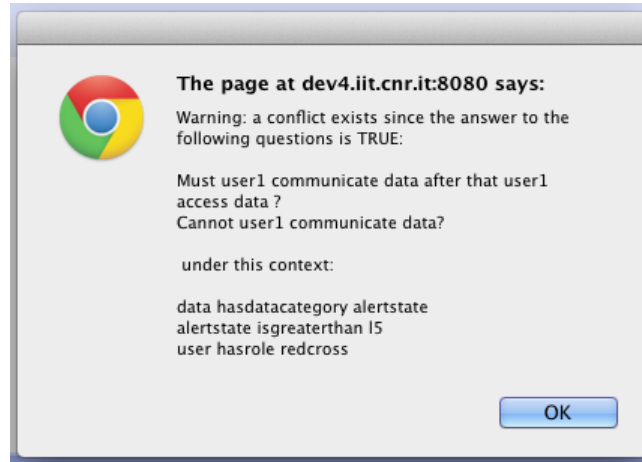 The page at dev4.iit.cnr.it:8080 says:
Warning: a conflict exists since the answer to the
following questions is TRUE:
Must user1 communicate data after that user1
access data ?
Cannot user1 communicate data?
under this context:
data hasdatacategory alertstate
alertstate isgreaterthan l5
user hasrole redcross
OK